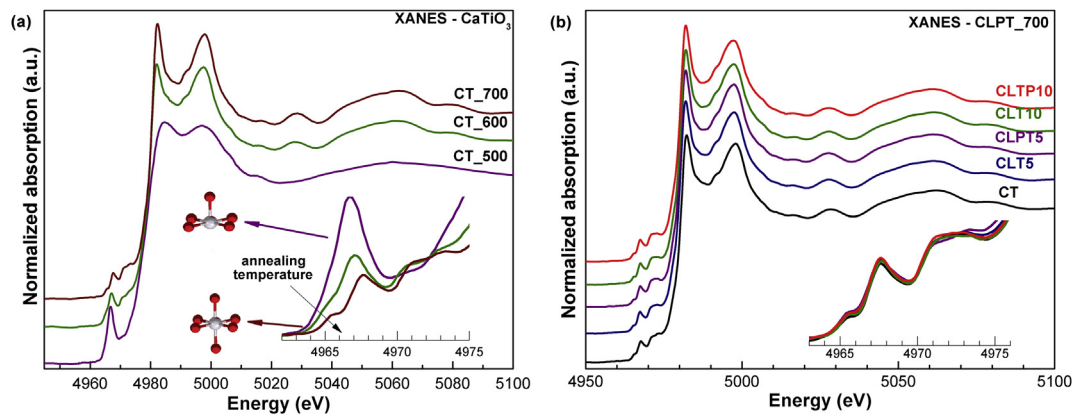 (a)
XANES - CaTiO3
Normalized absorption (a.u.)
CT_700
CT_600
CT_500
annealing
temperature
4965 4970 4975
4960 4980 5000 5020 5040 5060 5080 5100
Energy (eV)
(b)
XANES - CLPT_700
Normalized absorption (a.u.)
CLTP10
CLT10
CLPT5
CLT5
CT
4965 4970 4975
4950 5000 5050 5100
Energy (eV)